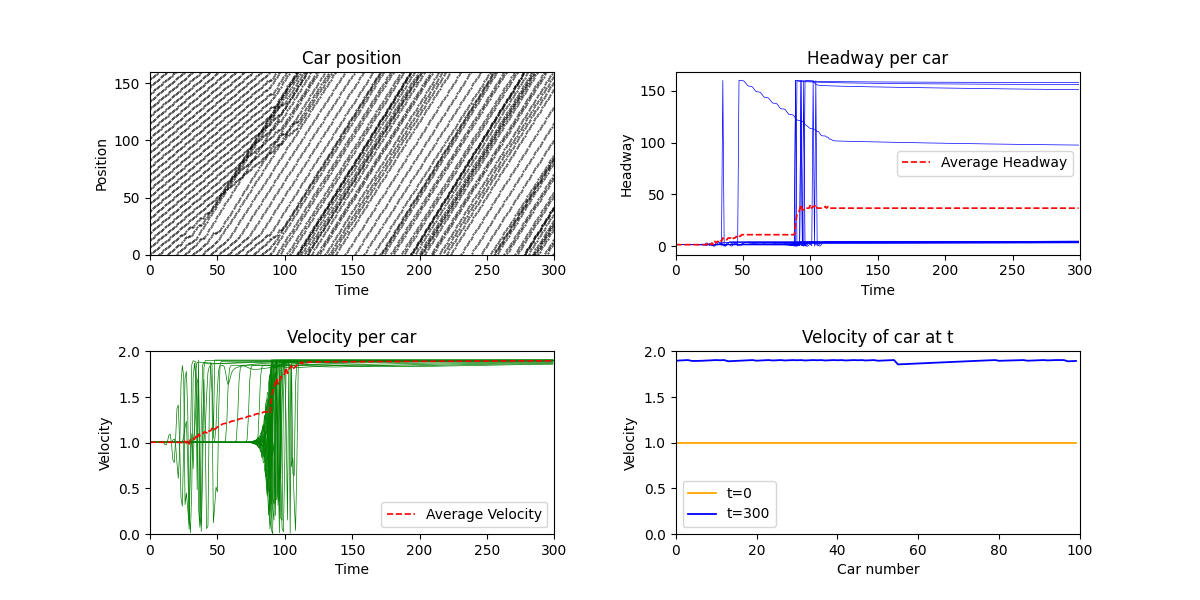 Car position
Position
150
100
50
0
0 50 100 150 200 250 300
Time
Headway per car
Headway
150
100
50
0
Average Headway
0 50 100 150 200 250 300
Time
Velocity per car
Velocity
2.0
1.5
1.0
0.5
0.0
Average Velocity
0 50 100 150 200 250 300
Time
Velocity of car at t
Velocity
2.0
1.5
1.0
0.5
0.0
t=0
t=300
0 20 40 60 80 100
Car number